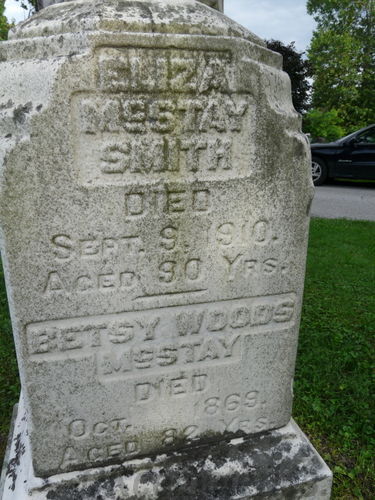 ELIZA
McSTAY
SMITH
DIED
SEPT. 9, 1910.
AGED 90 YRS.
BETSY WOODS
McSTAY
DIED
OCT. 1869.
AGED 82 YRS.